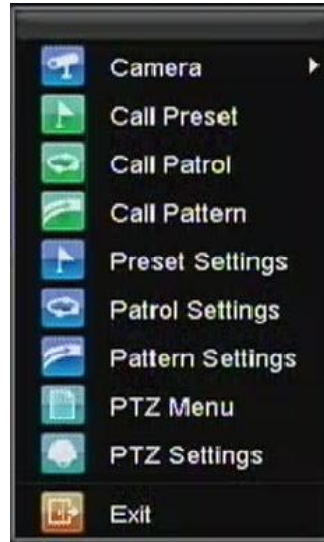 Camera
Call Preset
Call Patrol
Call Pattern
Preset Settings
Patrol Settings
Pattern Settings
PTZ Menu
PTZ Settings
Exit